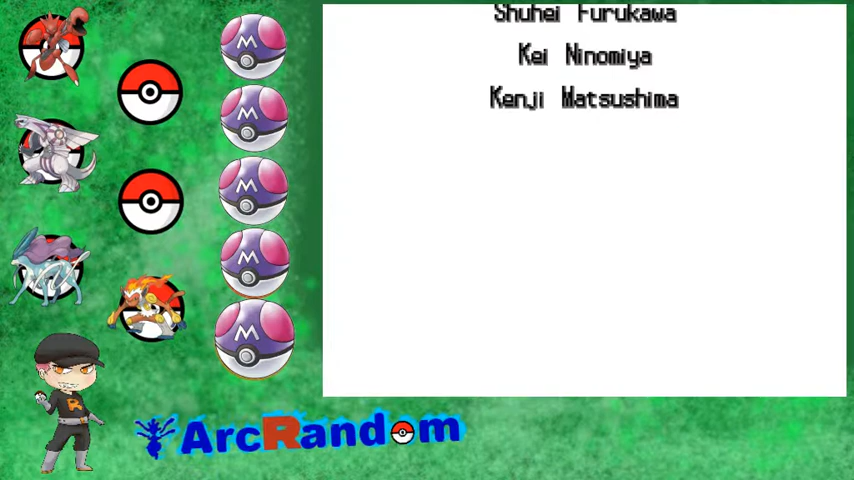 Shuhei Furukawa
Kei Ninomiya
Kenji Matsushima
M
M
M
M
M
R
ArcRandom